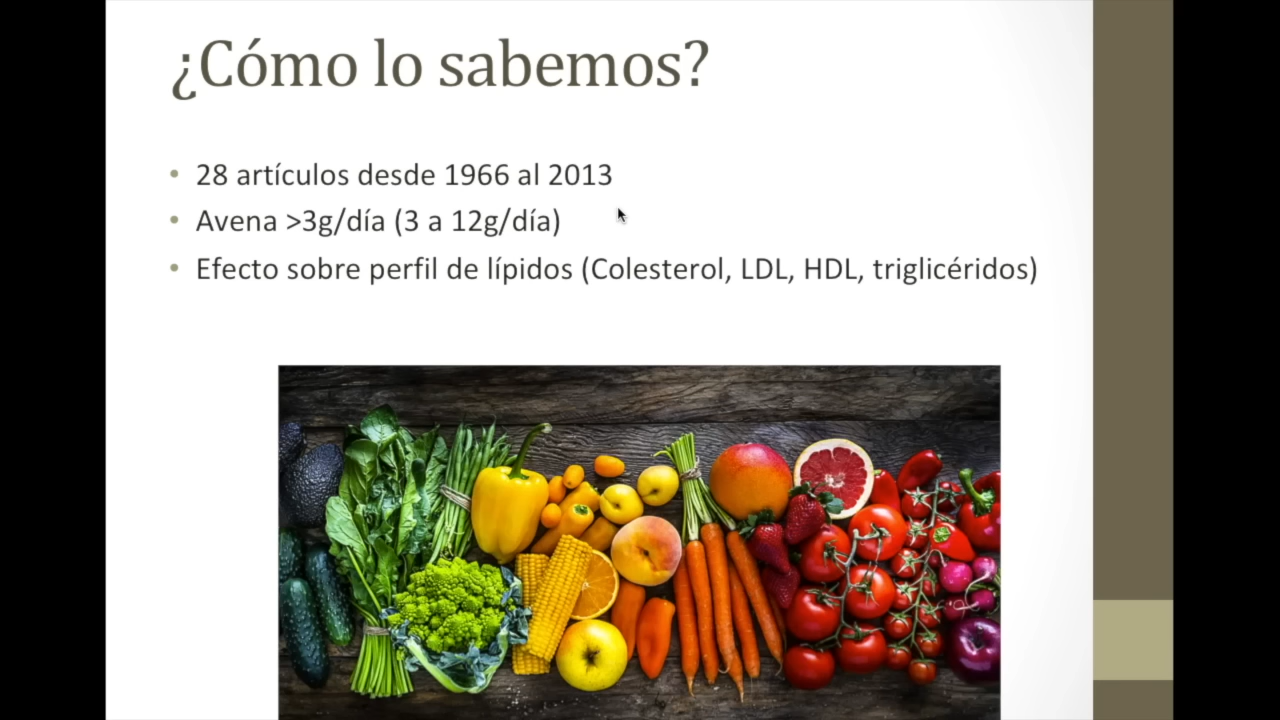 ¿Cómo lo sabemos?
• 28 artículos desde 1966 al 2013
• Avena >3g/día (3 a 12g/día)
• Efecto sobre perfil de lípidos (Colesterol, LDL, HDL, triglicéridos)